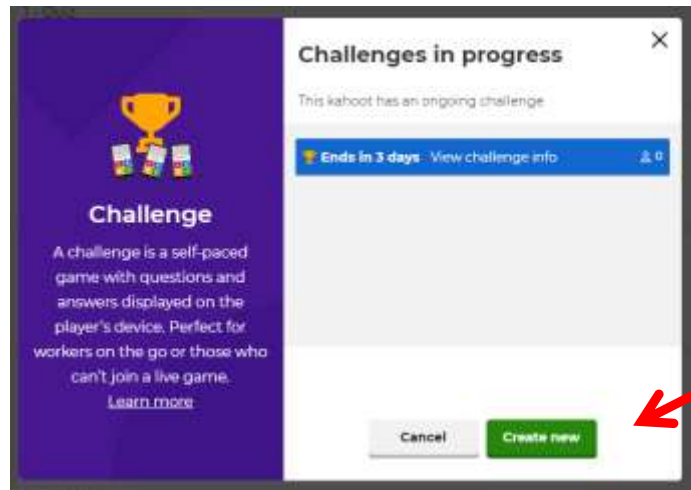 Challenge
A challenge is a self-paced
game with questions and
answers displayed on the
player's device. Perfect for
workers on the go or those who
can't join a live game.
Learn more
Challenges in progress
This kahoot has an ongoing challenge
Ends in 3 days View challenge info 0
Cancel Create new